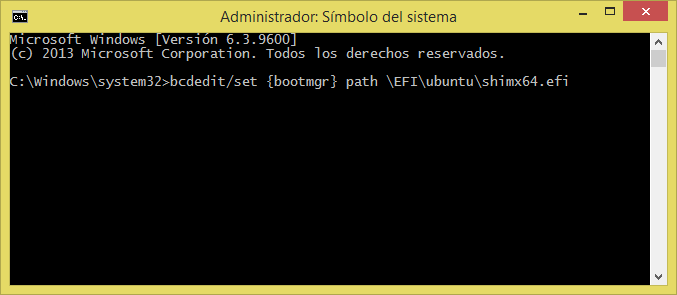 Administrador: Símbolo del sistema
Microsoft Windows [Versión 6.3.9600]
(c) 2013 Microsoft Corporation. Todos los derechos reservados.
C:\Windows\system32>bcdedit/set {bootmgr} path \EFI\ubuntu\shimx64.efi